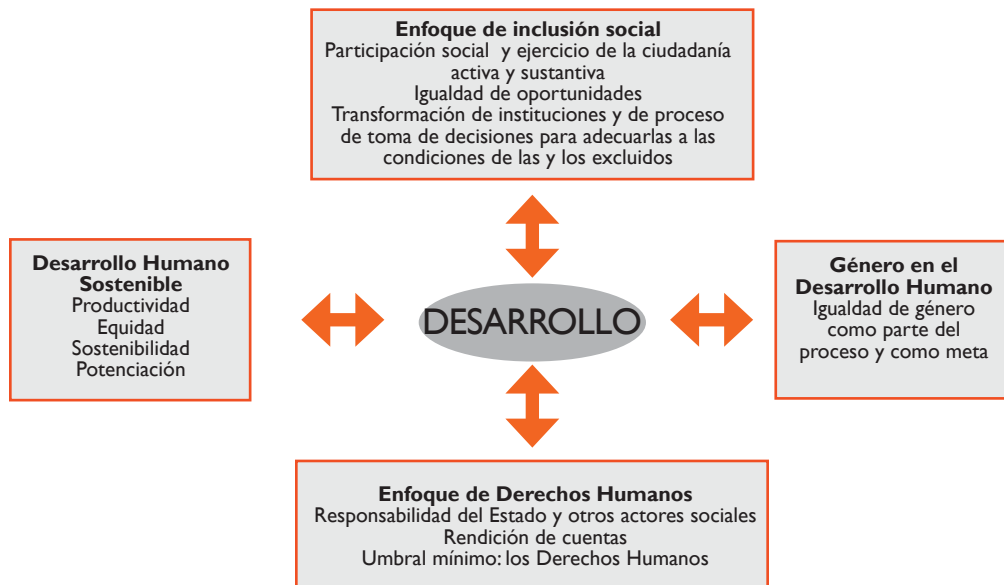 Enfoque de inclusión social
Participación social y ejercicio de la ciudadanía
activa y sustantiva
Igualdad de oportunidades
Transformación de instituciones y de proceso
de toma de decisiones para adecuarlas a las
condiciones de las y los excluidos
Desarrollo Humano
Sostenible
Productividad
Equidad
Sostenibilidad
Potenciación
DESARROLLO
Género en el
Desarrollo Humano
Igualdad de género
como parte del
proceso y como meta
Enfoque de Derechos Humanos
Responsabilidad del Estado y otros actores sociales
Rendición de cuentas
Umbral mínimo: los Derechos Humanos